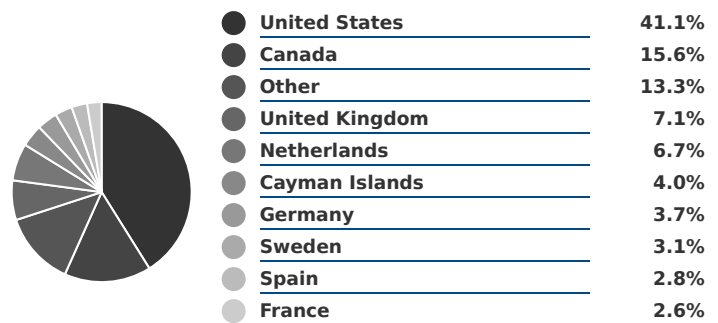 United States 41.1%
Canada 15.6%
Other 13.3%
United Kingdom 7.1%
Netherlands 6.7%
Cayman Islands 4.0%
Germany 3.7%
Sweden 3.1%
Spain 2.8%
France 2.6%